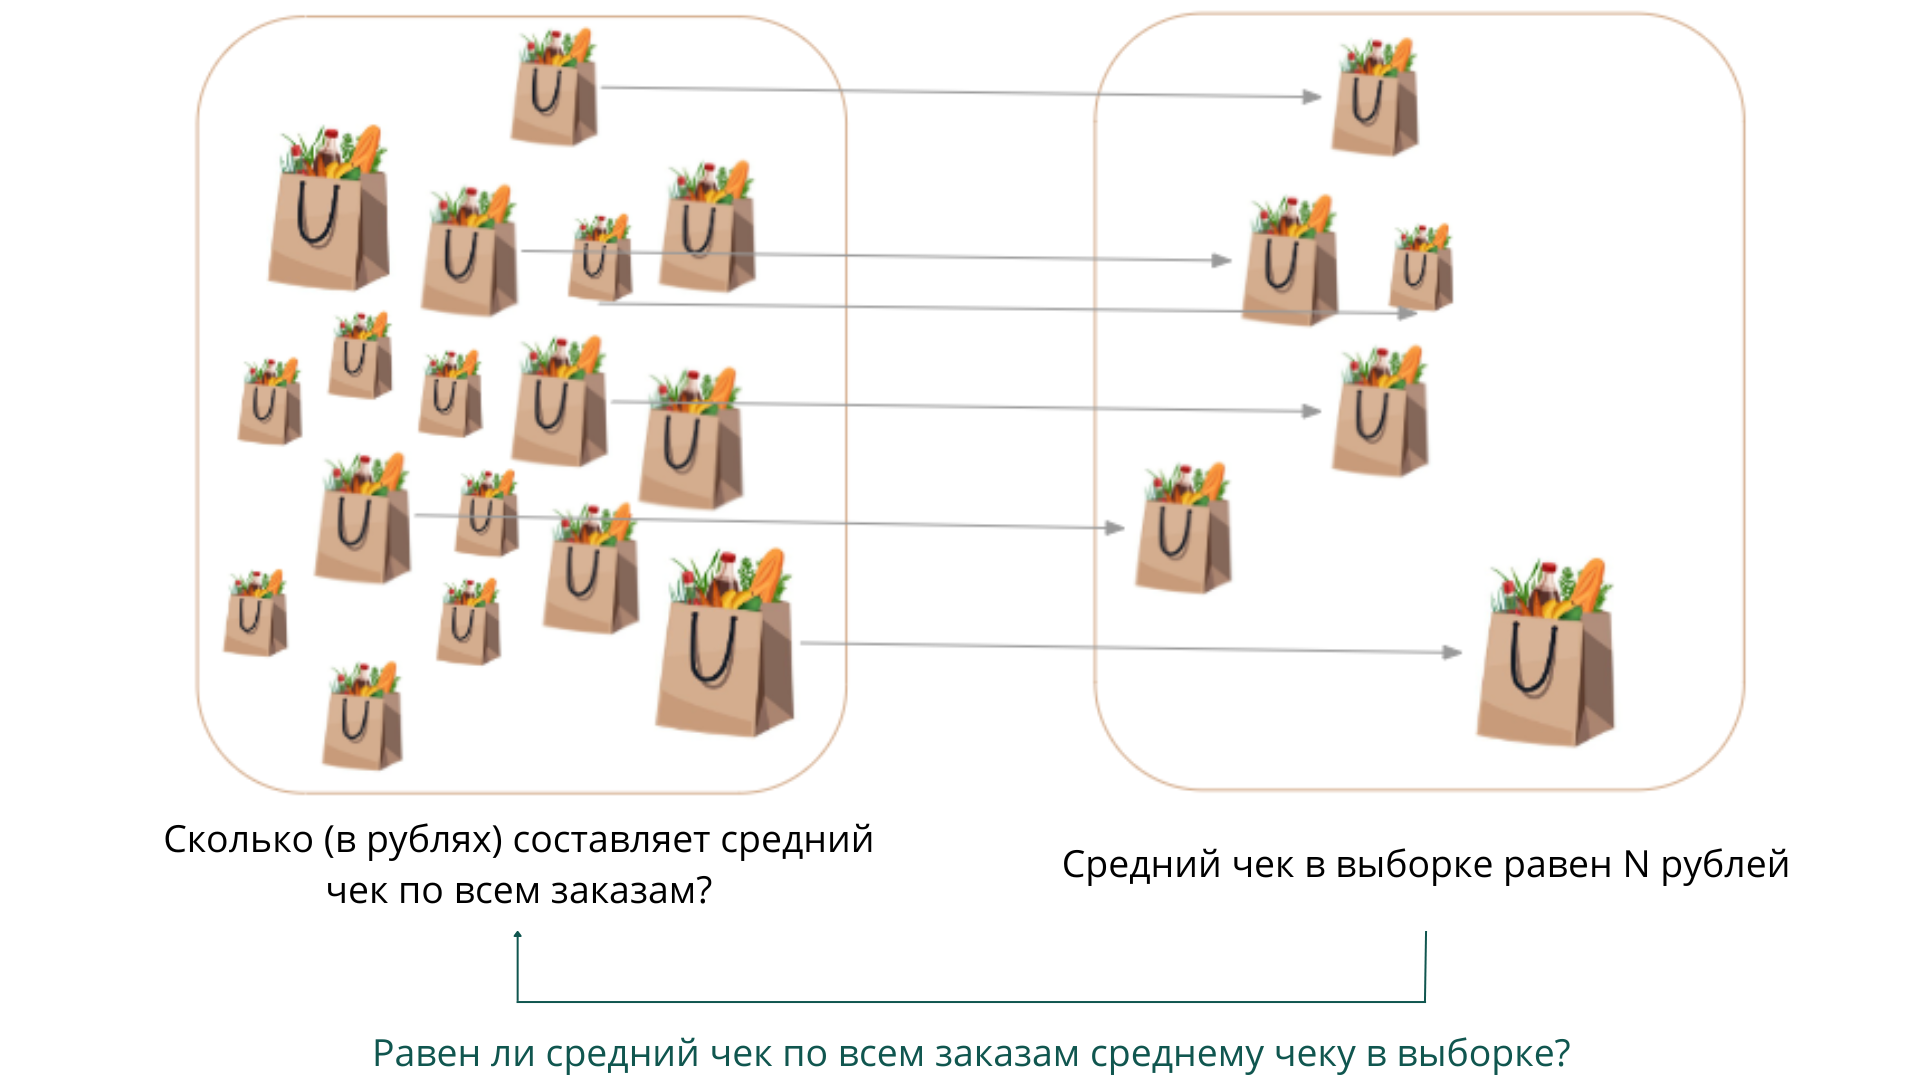 Сколько (в рублях) составляет средний
чек по всем заказам?
Средний чек в выборке равен N рублей
Равен ли средний чек по всем заказам среднему чеку в выборке?